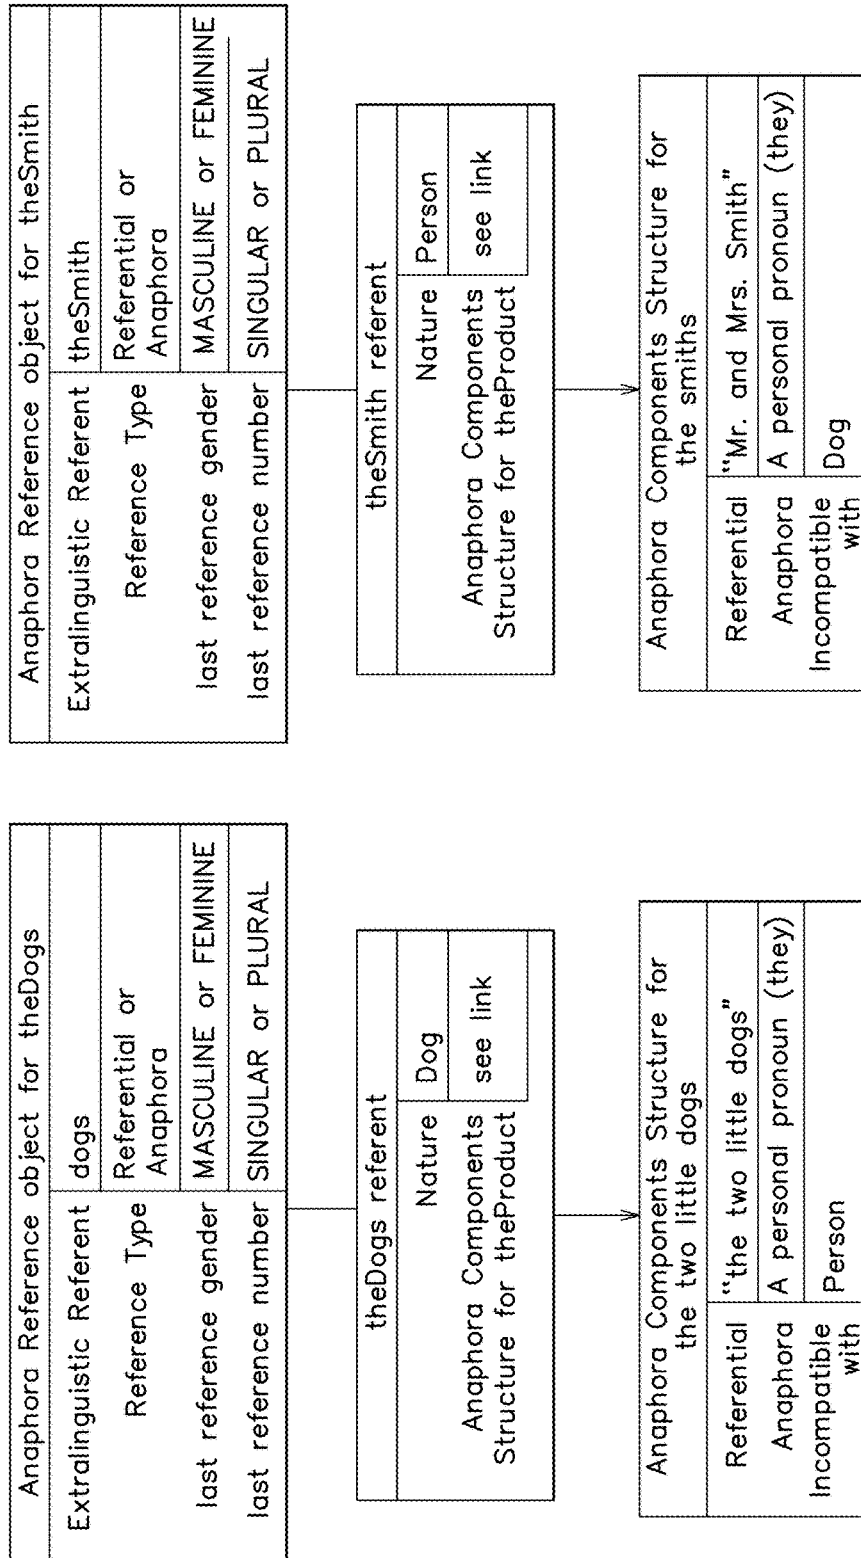 Anaphora Reference object for theDogs
Extralinguistic Referent dogs
Reference Type Referential or
Anaphora
last reference gender MASCULINE or FEMININE
last reference number SINGULAR or PLURAL
theDogs referent
Nature Dog
Anaphora Components see link
Structure for theProduct
Anaphora Components Structure for
the two little dogs
Referential "the two little dogs"
Anaphora A personal pronoun (they)
Incompatible Person
with
Anaphora Reference object for theSmith
Extralinguistic Referent theSmith
Reference Type Referential or
Anaphora
last reference gender MASCULINE or FEMININE
last reference number SINGULAR or PLURAL
theSmith referent
Nature Person
Anaphora Components see link
Structure for theProduct
Anaphora Components Structure for
the smiths
Referential "Mr. and Mrs. Smith"
Anaphora A personal pronoun (they)
Incompatible Dog
with